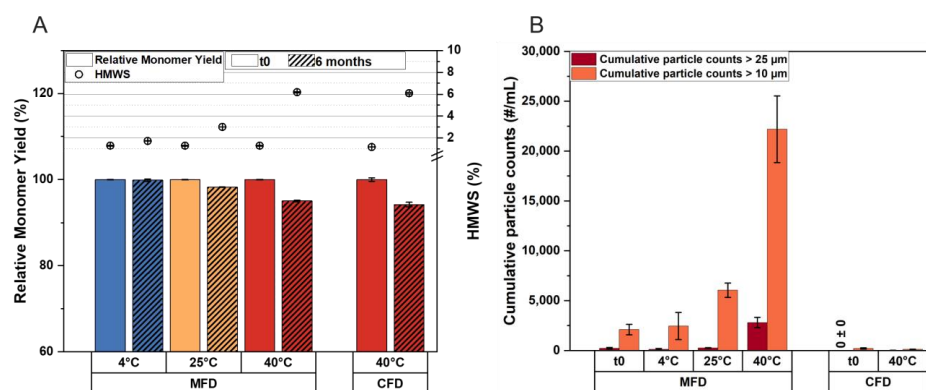 A
Relative Monomer Yield
HMWS
t0
6 months
Relative Monomer Yield (%)
120
100
80
60
10
8
6
4
2
HMWS (%)
4°C
25°C
40°C
40°C
MFD
CFD
B
Cumulative particle counts > 25 µm
Cumulative particle counts > 10 µm
Cumulative particle counts (#/mL)
30,000
25,000
20,000
15,000
10,000
5,000
0
0 ± 0
t0
4°C
25°C
40°C
t0
40°C
MFD
CFD